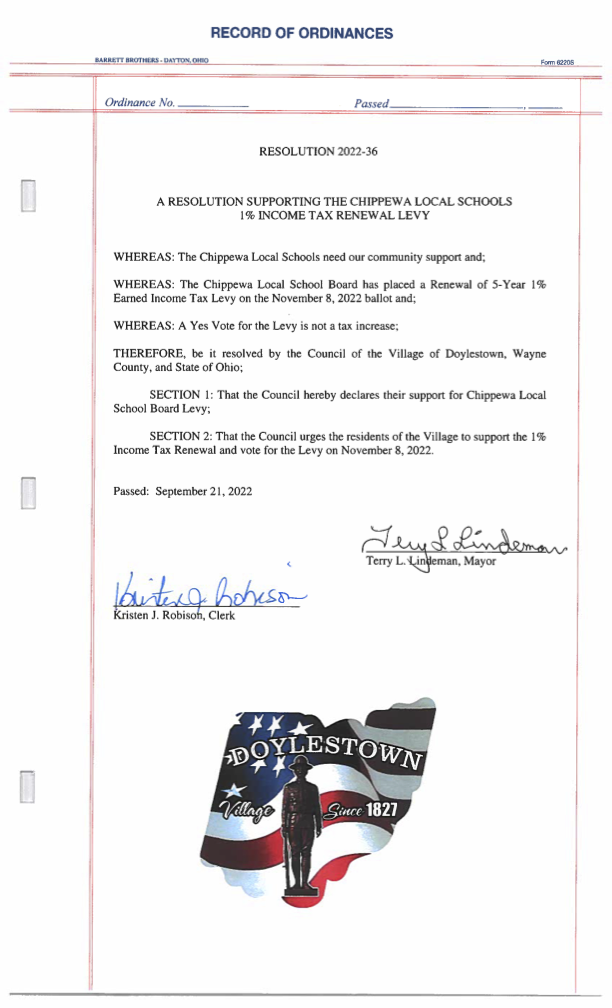 RECORD OF ORDINANCES
BARRETT BROTHERS - DAYTON, OHIO
Form 6220S
Ordinance No. ____________ Passed ______________________, ______
RESOLUTION 2022-36
A RESOLUTION SUPPORTING THE CHIPPEWA LOCAL SCHOOLS
1% INCOME TAX RENEWAL LEVY
WHEREAS: The Chippewa Local Schools need our community support and;
WHEREAS: The Chippewa Local School Board has placed a Renewal of 5-Year 1%
Earned Income Tax Levy on the November 8, 2022 ballot and;
WHEREAS: A Yes Vote for the Levy is not a tax increase;
THEREFORE, be it resolved by the Council of the Village of Doylestown, Wayne
County, and State of Ohio;
SECTION 1: That the Council hereby declares their support for Chippewa Local
School Board Levy;
SECTION 2: That the Council urges the residents of the Village to support the 1%
Income Tax Renewal and vote for the Levy on November 8, 2022.
Passed: September 21, 2022
Terry L Lindeman
Terry L. Lindeman, Mayor
Kristen J. Robison
Kristen J. Robison, Clerk
DOYLESTOWN
Village Since 1827